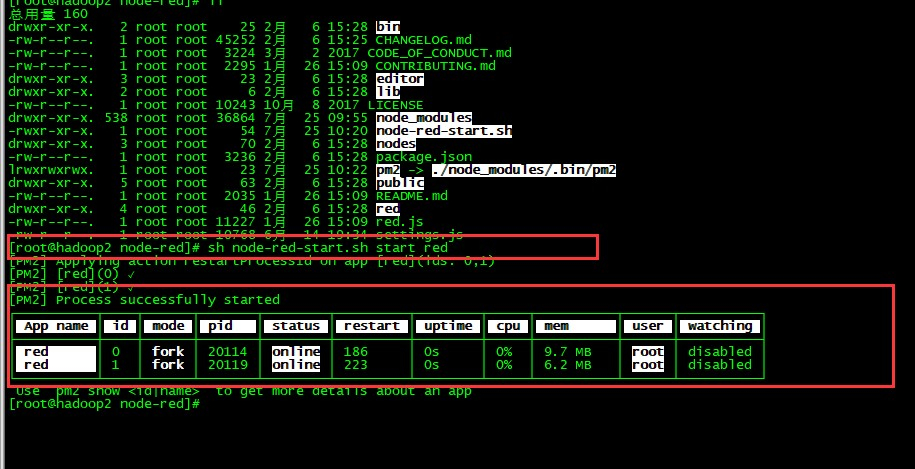 [root@hadoop2 node-red]# ll
总用量 160
drwxr-xr-x. 2 root root 25 2月 6 15:28 bin
-rw-r--r--. 1 root root 45252 2月 6 15:25 CHANGELOG.md
-rw-r--r--. 1 root root 3224 3月 2 2017 CODE_OF_CONDUCT.md
-rw-r--r--. 1 root root 2295 1月 26 15:09 CONTRIBUTING.md
drwxr-xr-x. 3 root root 23 2月 6 15:28 editor
drwxr-xr-x. 2 root root 6 2月 6 15:28 lib
-rw-r--r--. 1 root root 10243 10月 8 2017 LICENSE
drwxr-xr-x. 538 root root 36864 7月 25 09:55 node_modules
-rwxr-xr-x. 1 root root 54 7月 25 10:20 node-red-start.sh
drwxr-xr-x. 3 root root 70 2月 6 15:28 nodes
-rw-r--r--. 1 root root 3236 2月 6 15:28 package.json
lrwxrwxrwx. 1 root root 23 7月 25 10:22 pm2 -> ./node_modules/.bin/pm2
drwxr-xr-x. 5 root root 63 2月 6 15:28 public
-rw-r--r--. 1 root root 2035 1月 26 15:09 README.md
drwxr-xr-x. 4 root root 46 2月 6 15:28 red
-rw-r--r--. 1 root root 11227 1月 26 15:09 red.js
-rw-r--r--. 1 root root 10768 6月 14 19:34 settings.js
[root@hadoop2 node-red]# sh node-red-start.sh start red
[PM2] Applying action restartProcessId on app [red](ids: 0,1)
[PM2] [red](0) ✓
[PM2] [red](1) ✓
[PM2] Process successfully started
App name id mode pid status restart uptime cpu mem user watching
red 0 fork 20114 online 186 0s 0% 9.7 MB root disabled
red 1 fork 20119 online 223 0s 0% 6.2 MB root disabled
Use `pm2 show <id|name>` to get more details about an app
[root@hadoop2 node-red]#